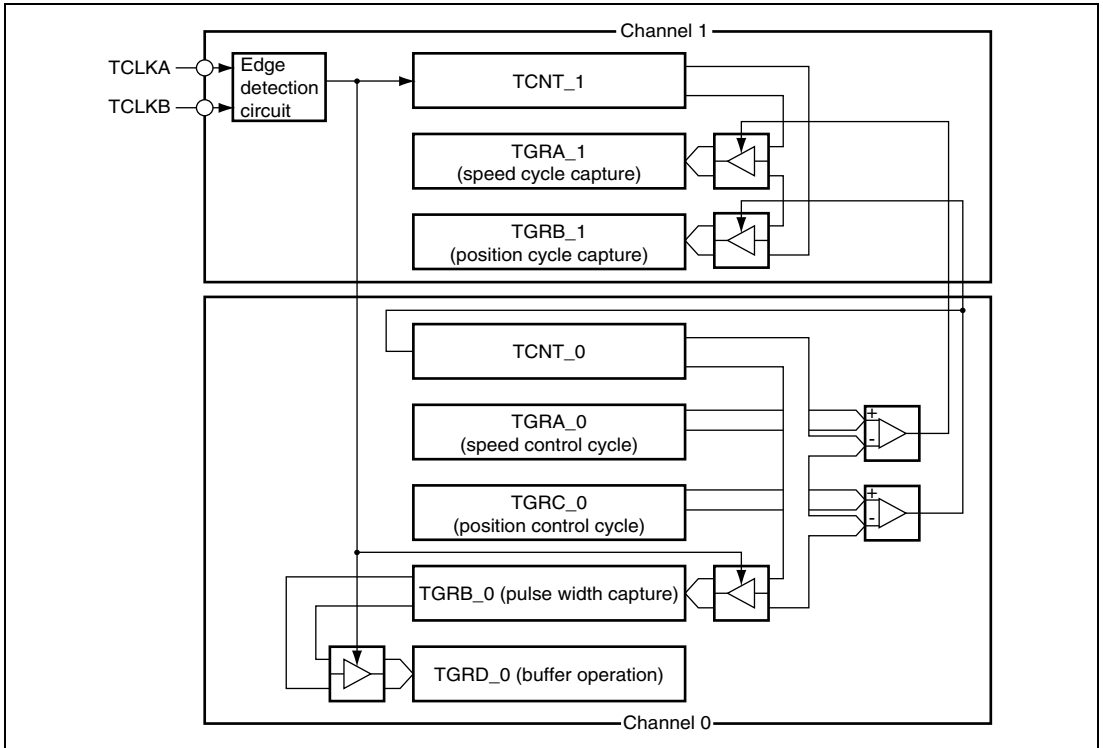 Channel 1
TCLKA
TCLKB
Edge
detection
circuit
TCNT_1
TGRA_1
(speed cycle capture)
TGRB_1
(position cycle capture)
TCNT_0
TGRA_0
(speed control cycle)
+
-
TGRC_0
(position control cycle)
+
-
TGRB_0 (pulse width capture)
TGRD_0 (buffer operation)
Channel 0